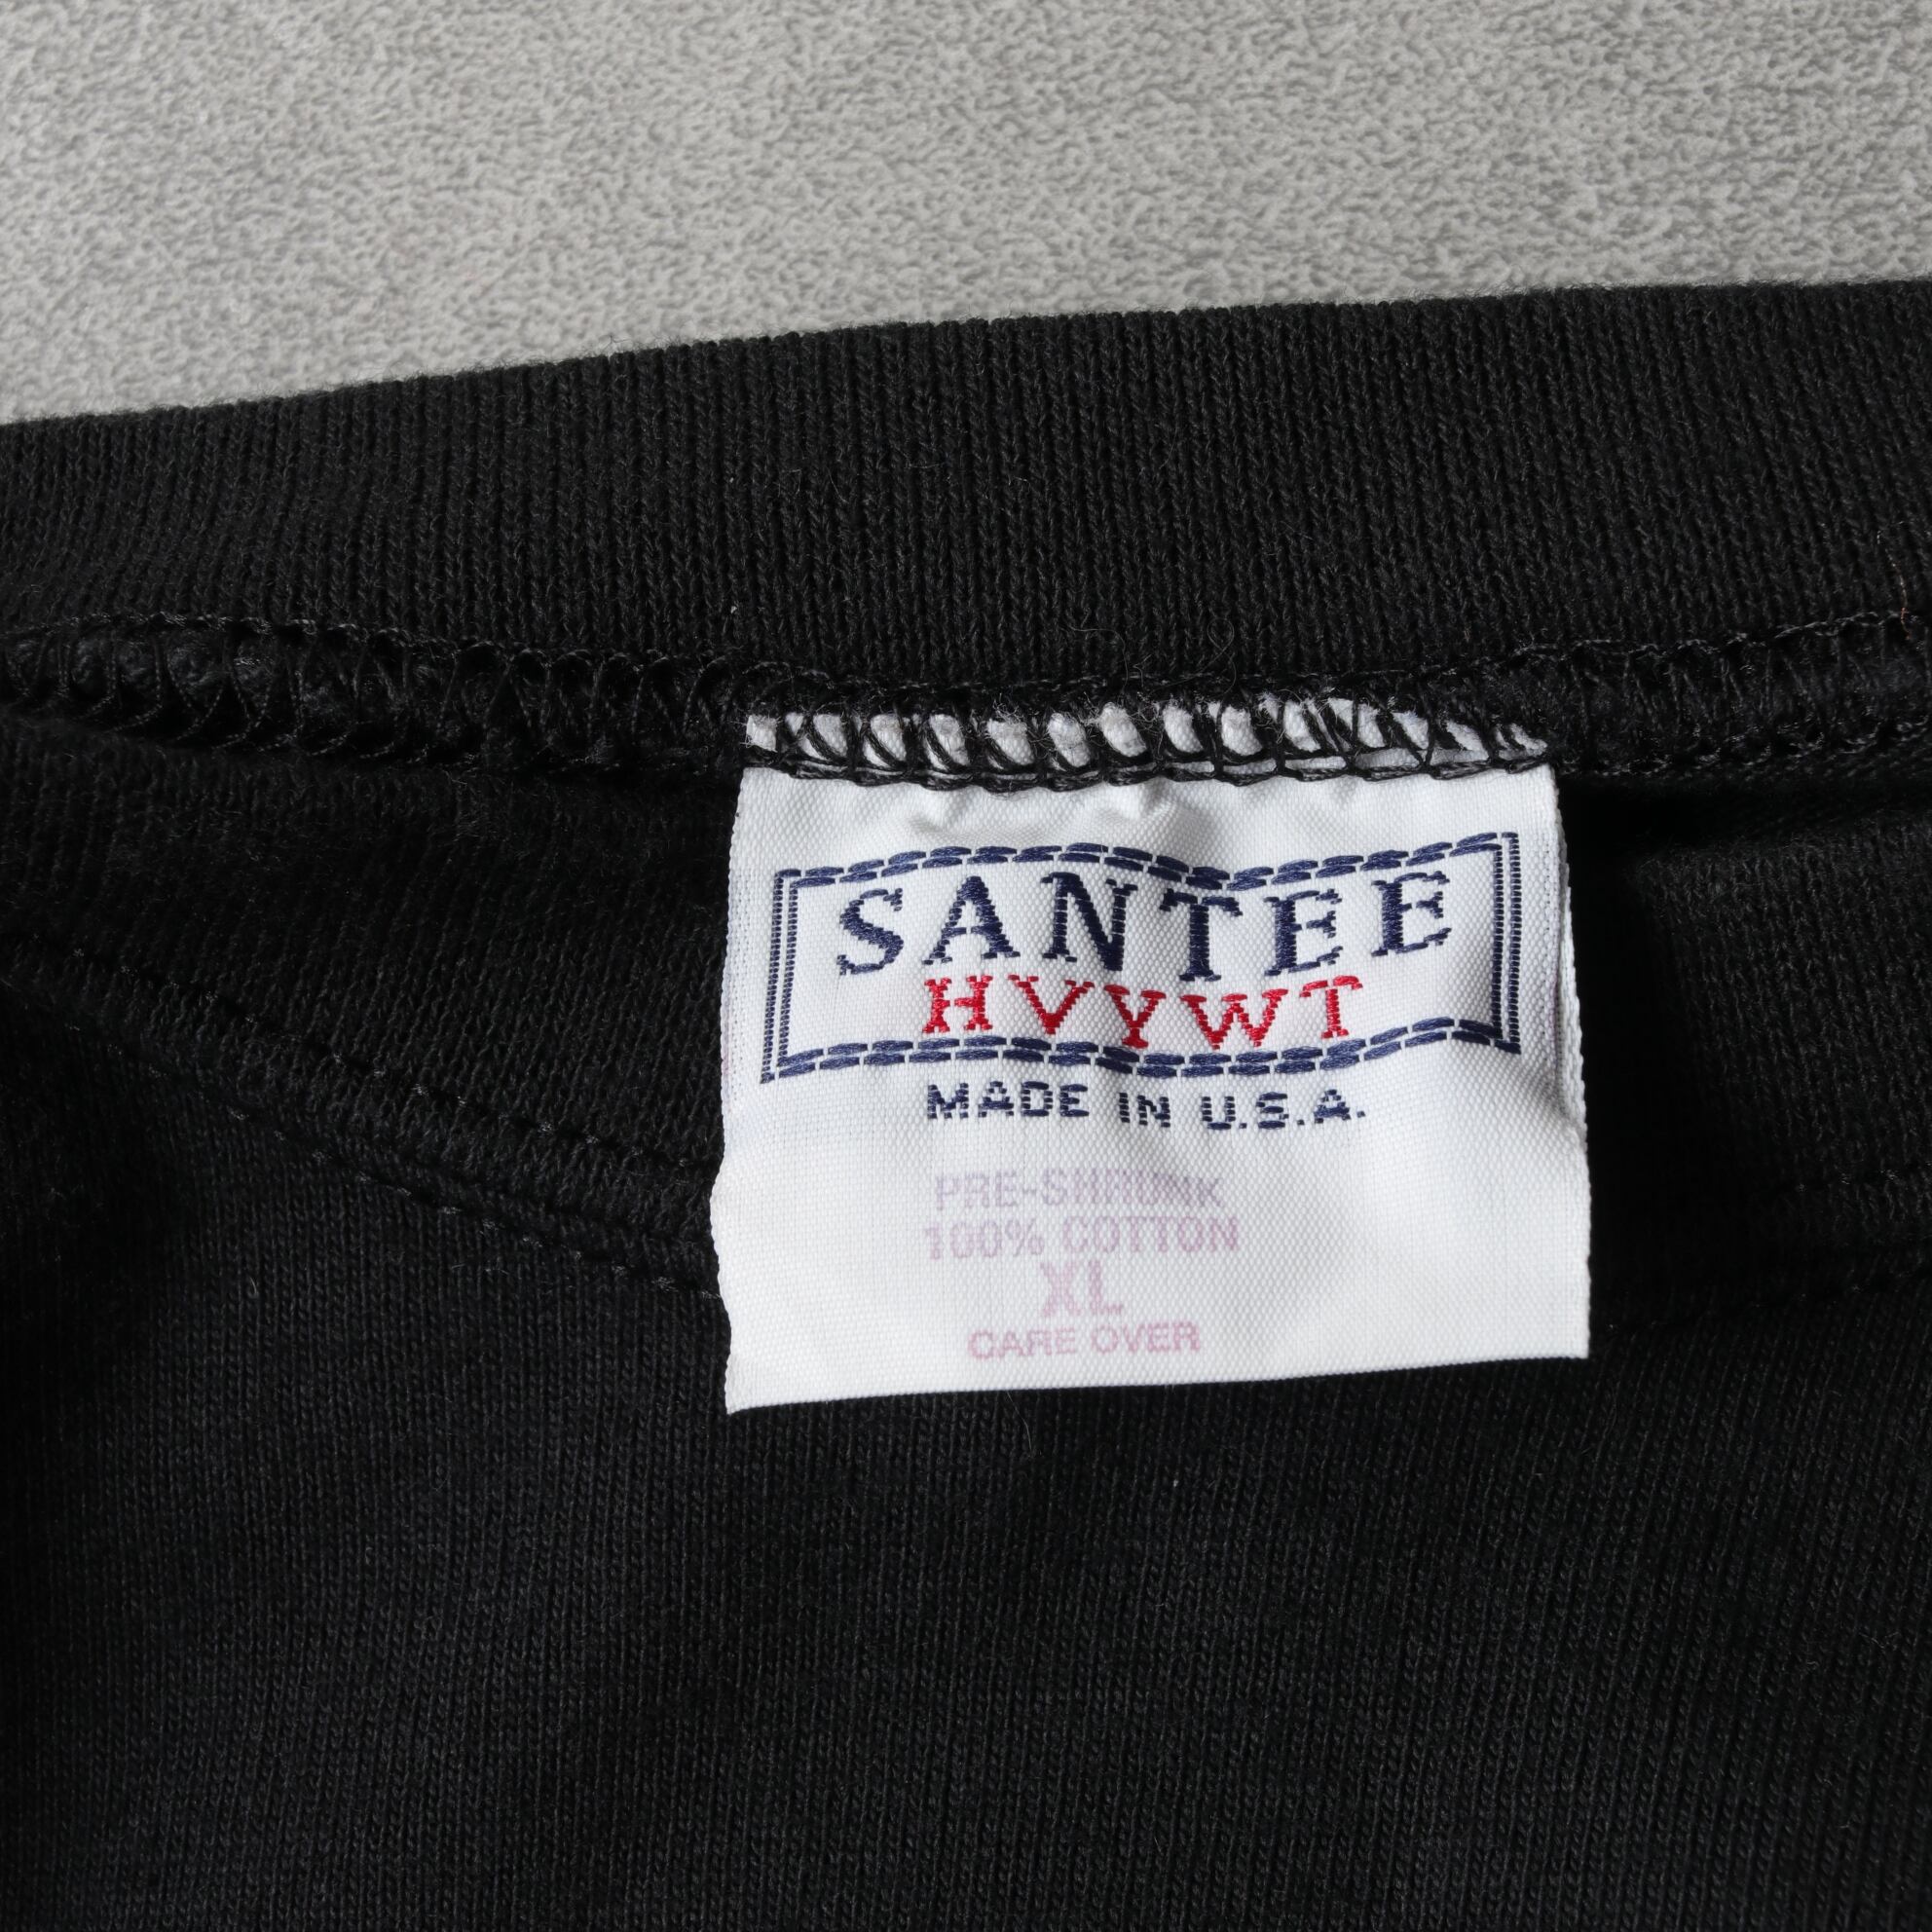 SANTEE
HVYWT
MADE IN U.S.A.
PRE-SHRUNK
100% COTTON
XL
CARE OVER